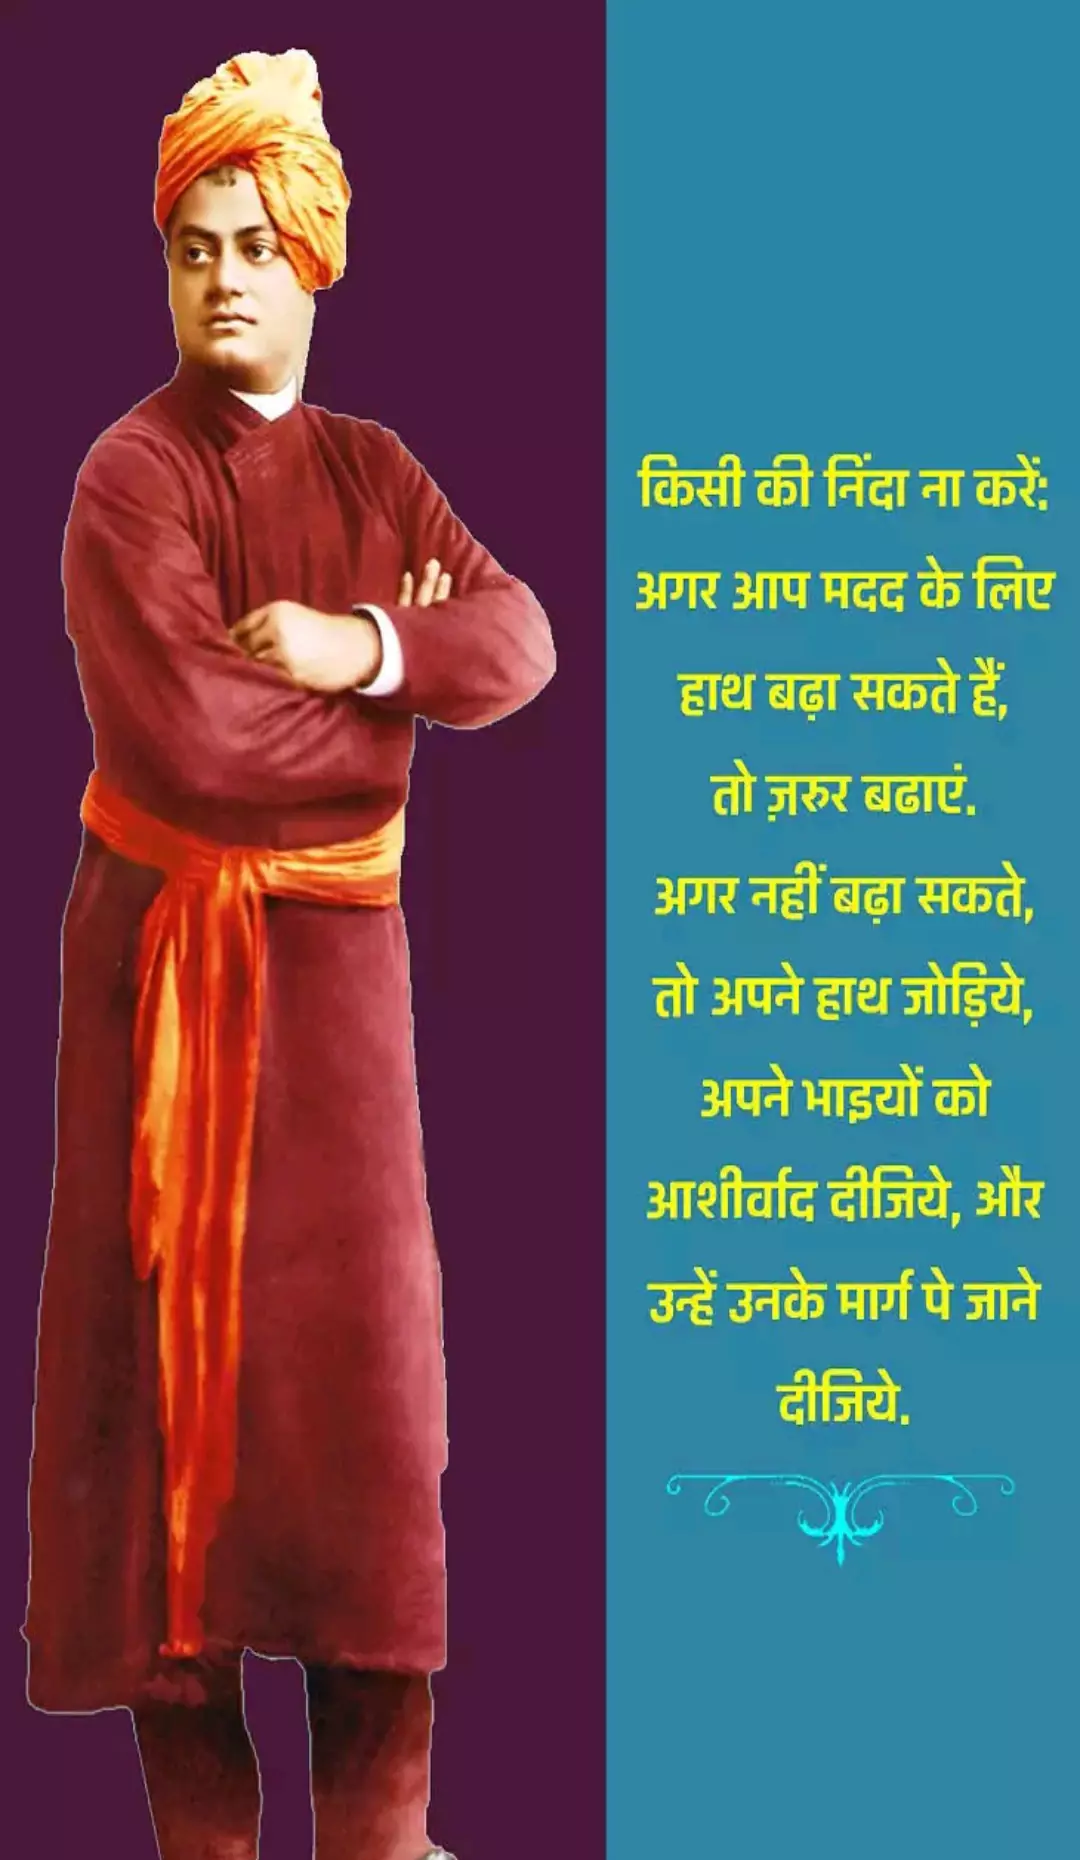 किसी की निंदा ना करें:
अगर आप मदद के लिए
हाथ बढ़ा सकते हैं,
तो ज़रुर बढाएं.
अगर नहीं बढ़ा सकते,
तो अपने हाथ जोड़िये,
अपने भाइयों को
आशीर्वाद दीजिये, और
उन्हें उनके मार्ग पे जाने
दीजिये.